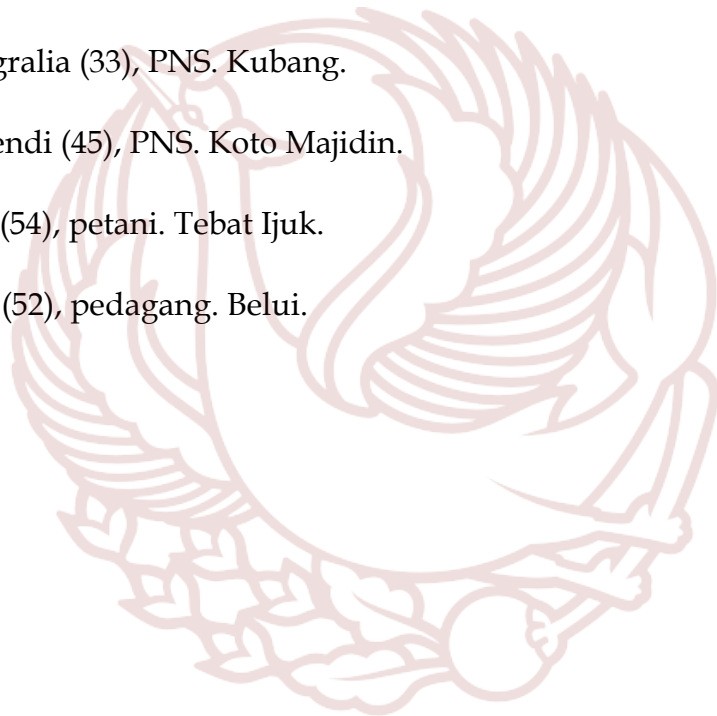 gralia (33), PNS. Kubang.
endi (45), PNS. Koto Majidin.
(54), petani. Tebat Ijuk.
(52), pedagang. Belui.